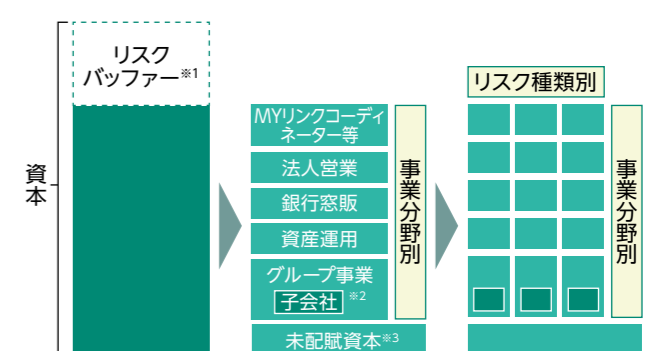 リスク
バッファー※1
資本
MYリンクコーディ
ネーター等
法人営業
銀行窓販
資産運用
グループ事業
子会社 ※2
未配賦資本※3
事業分野別
リスク種類別
事業分野別